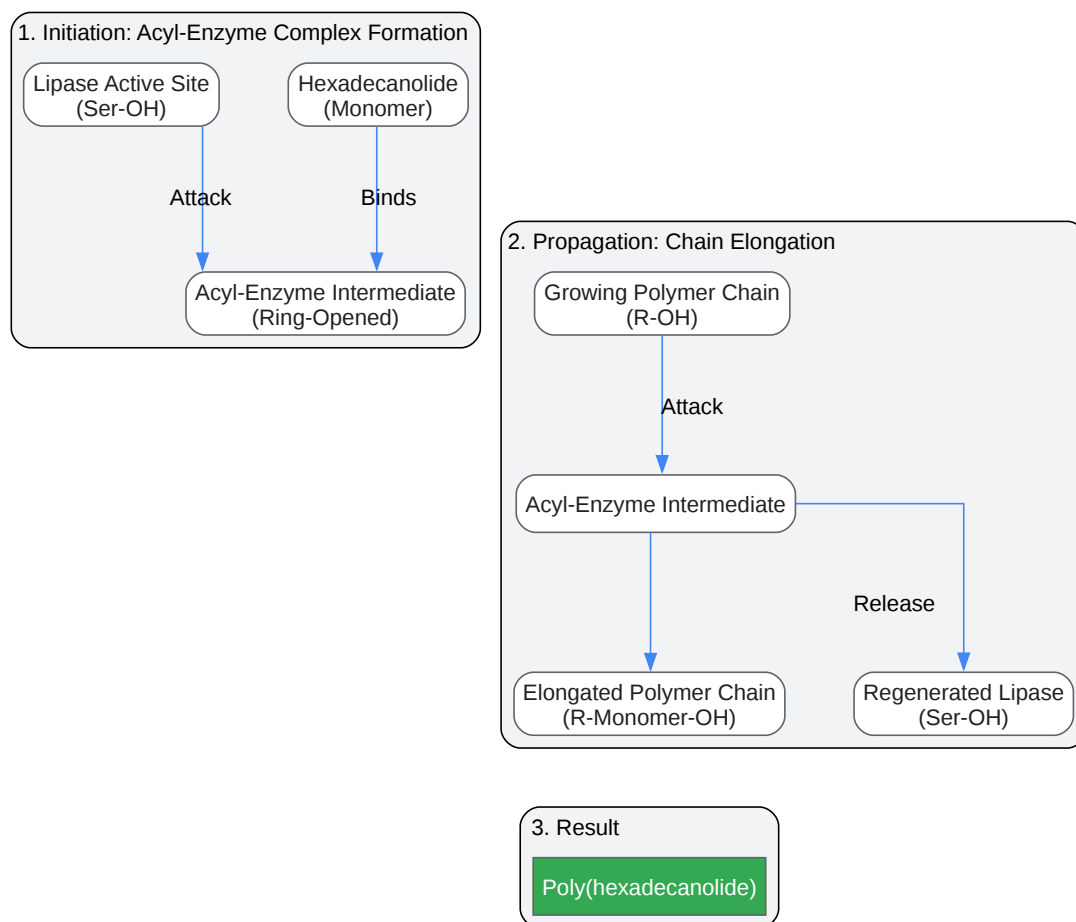 1. Initiation: Acyl-Enzyme Complex Formation
Lipase Active Site
(Ser-OH)
Hexadecanolide
(Monomer)
Attack
Binds
Acyl-Enzyme Intermediate
(Ring-Opened)
2. Propagation: Chain Elongation
Growing Polymer Chain
(R-OH)
Attack
Acyl-Enzyme Intermediate
Release
Elongated Polymer Chain
(R-Monomer-OH)
Regenerated Lipase
(Ser-OH)
3. Result
Poly(hexadecanolide)